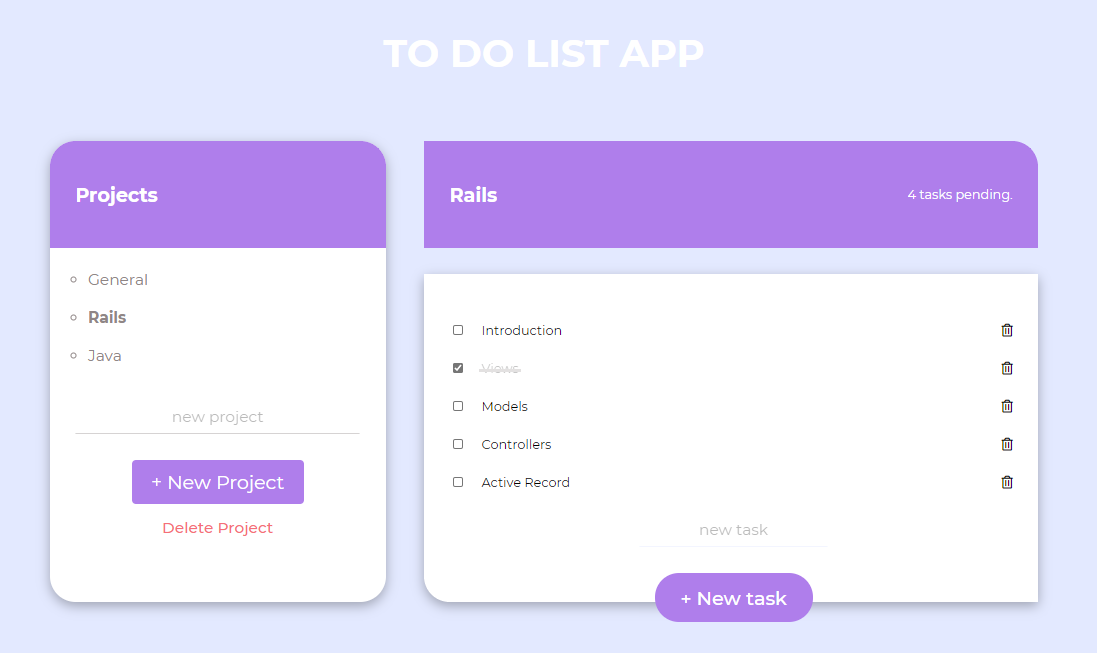 TO DO LIST APP
Projects
General
Rails
Java
new project
+ New Project
Delete Project
Rails
4 tasks pending.
Introduction
Views
Models
Controllers
Active Record
new task
+ New task